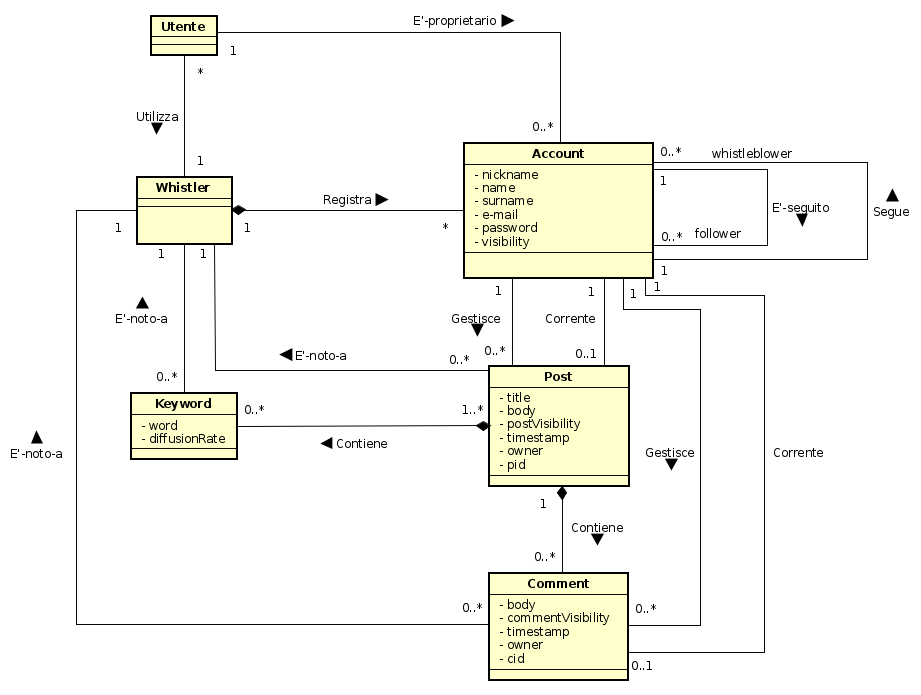 E'-proprietario ▶
Utente
1
*
Utilizza
▼
0..*
1
Account
- nickname
- name
- surname
- e-mail
- password
- visibility
0..*
whistleblower
1
E'-seguito
▼
▲
Segue
0..*
follower
1
Whistler
Registra ▶
1
1
*
1
1
1
1
1
1
▲
E'-noto-a
Gestisce
▼
Corrente
◀ E'-noto-a
0..*
0..*
0..1
0..*
Keyword
- word
- diffusionRate
0..*
1..*
◀ Contiene
Post
- title
- body
- postVisibility
- timestamp
- owner
- pid
▲
E'-noto-a
Gestisce
▼
Corrente
1
Contiene
▼
0..*
Comment
- body
- commentVisibility
- timestamp
- owner
- cid
0..*
0..*
0..1